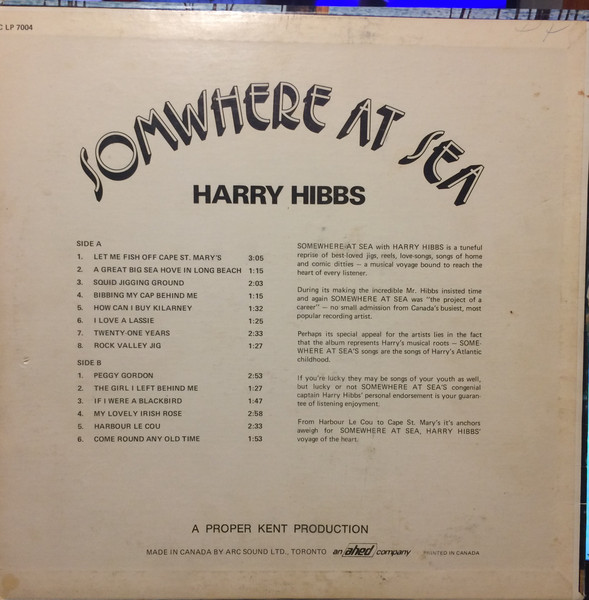 C LP 7004
SOMWHERE AT SEA
HARRY HIBBS
SIDE A
1. LET ME FISH OFF CAPE ST. MARY'S 3:05
2. A GREAT BIG SEA HOVE IN LONG BEACH 1:15
3. SQUID JIGGING GROUND 2:03
4. BIBBING MY CAP BEHIND ME 1:15
5. HOW CAN I BUY KILARNEY 1:32
6. I LOVE A LASSIE 1:25
7. TWENTY-ONE YEARS 2:33
8. ROCK VALLEY JIG 1:27
SIDE B
1. PEGGY GORDON 2:53
2. THE GIRL I LEFT BEHIND ME 1:27
3. IF I WERE A BLACKBIRD 1:47
4. MY LOVELY IRISH ROSE 2:58
5. HARBOUR LE COU 2:33
6. COME ROUND ANY OLD TIME 1:53
SOMEWHERE AT SEA with HARRY HIBBS is a tuneful
reprise of best-loved jigs, reels, love-songs, songs of home
and comic ditties – a musical voyage bound to reach the
heart of every listener.
During its making the incredible Mr. Hibbs insisted time
and again SOMEWHERE AT SEA was "the project of a
career" – no small admission from Canada's busiest, most
popular recording artist.
Perhaps its special appeal for the artists lies in the fact
that the album represents Harry's musical roots – SOME-
WHERE AT SEA'S songs are the songs of Harry's Atlantic
childhood.
If you're lucky they may be songs of your youth as well,
but lucky or not SOMEWHERE AT SEA'S congenial
captain Harry Hibbs' personal endorsement is your guaran-
tee of listening enjoyment.
From Harbour Le Cou to Cape St. Mary's it's anchors
aweigh for SOMEWHERE AT SEA, HARRY HIBBS'
voyage of the heart.
A PROPER KENT PRODUCTION
MADE IN CANADA BY ARC SOUND LTD., TORONTO an ahed company PRINTED IN CANADA